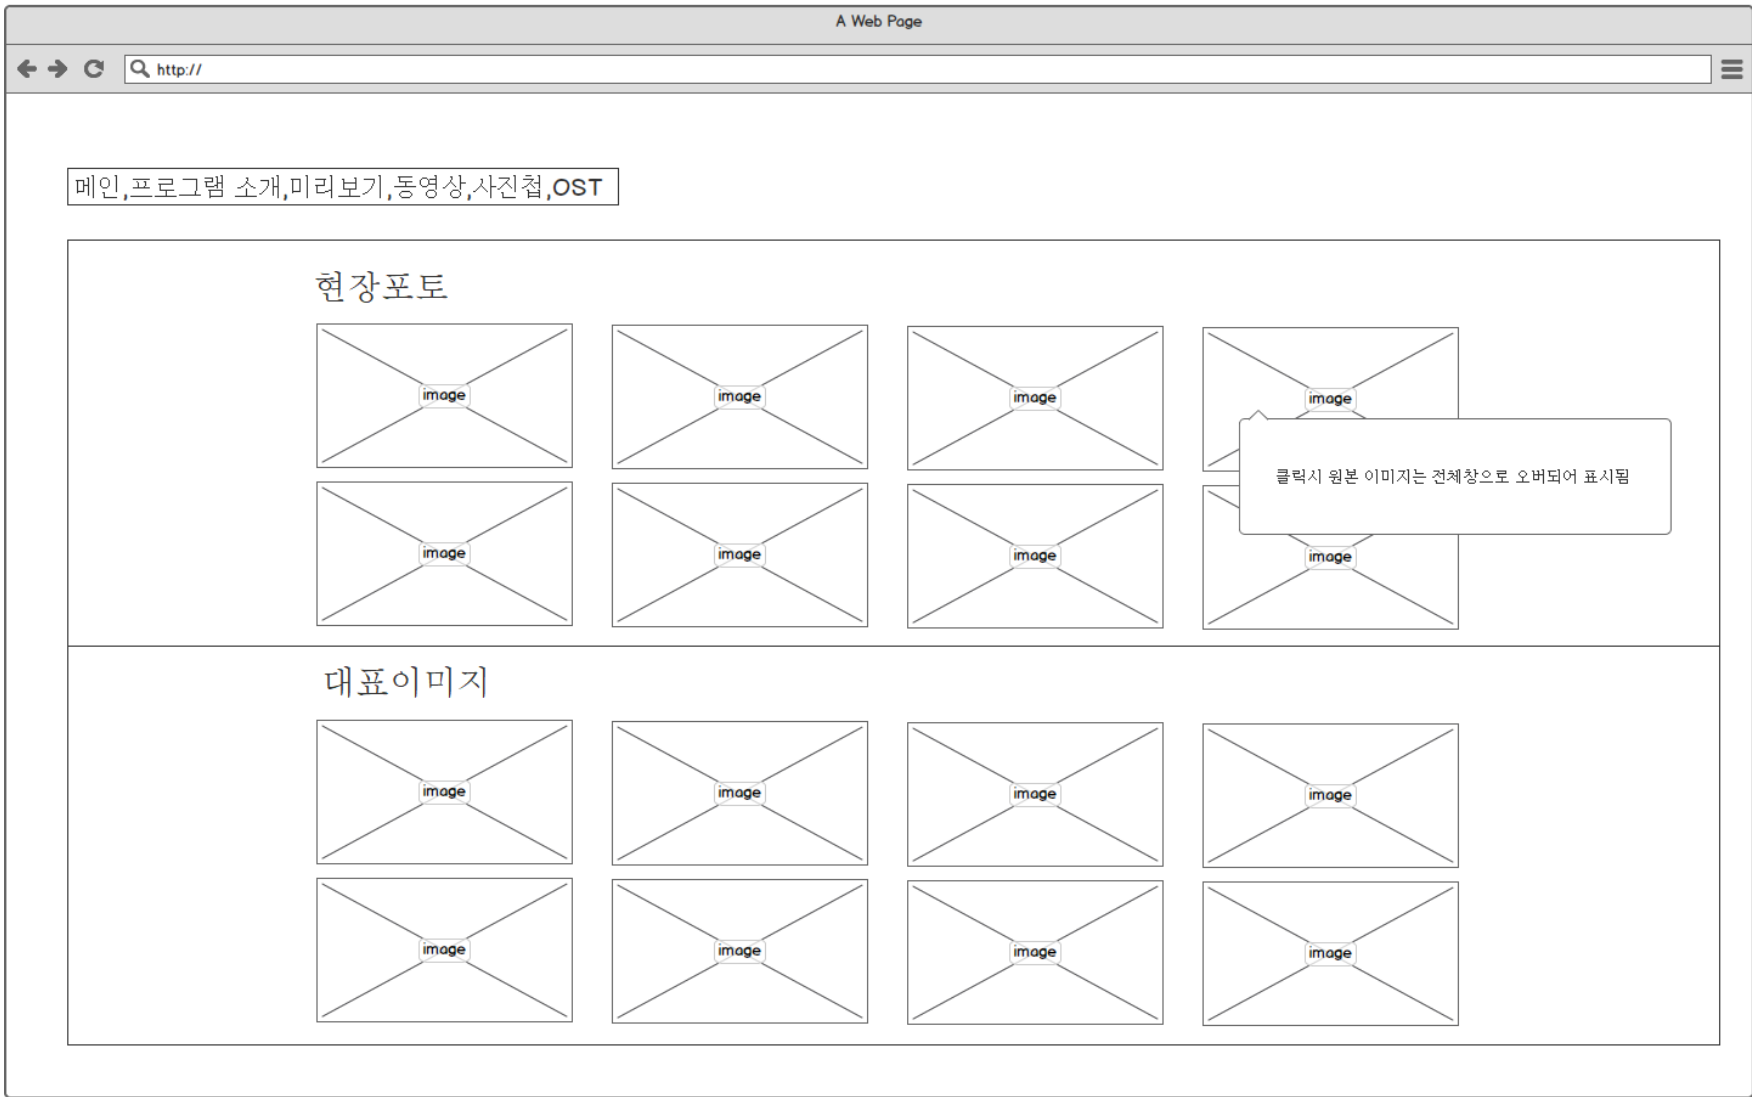 A Web Page
http://
메인,프로그램 소개,미리보기,동영상,사진첩,OST
현장포토
image image image image
클릭시 원본 이미지는 전체창으로 오버되어 표시됨
image image image image
대표이미지
image image image image
image image image image